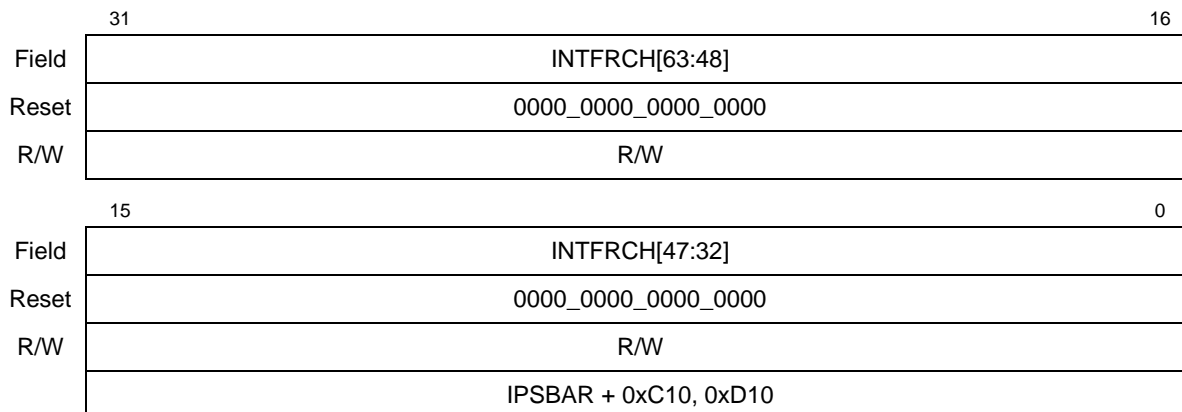 31 16
Field INTFRCH[63:48]
Reset 0000_0000_0000_0000
R/W R/W
15 0
Field INTFRCH[47:32]
Reset 0000_0000_0000_0000
R/W R/W
IPSBAR + 0xC10, 0xD10